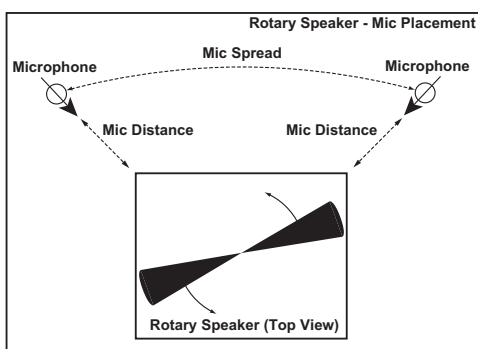 Rotary Speaker - Mic Placement
Mic Spread
Microphone
Microphone
Mic Distance
Mic Distance
Rotary Speaker (Top View)